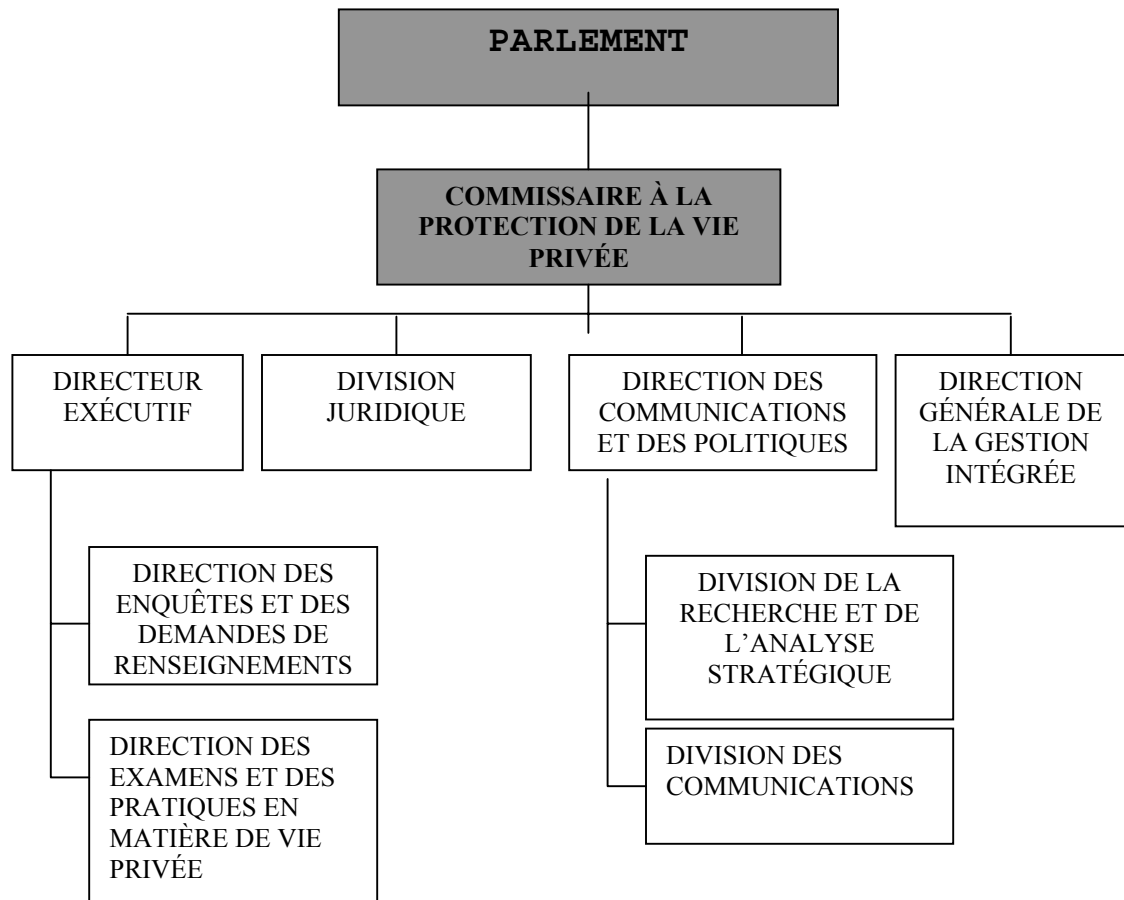 PARLEMENT
COMMISSAIRE À LA
PROTECTION DE LA VIE
PRIVÉE
DIRECTEUR
EXÉCUTIF
DIVISION
JURIDIQUE
DIRECTION DES
COMMUNICATIONS
ET DES POLITIQUES
DIRECTION
GÉNÉRALE DE
LA GESTION
INTÉGRÉE
DIRECTION DES
ENQUÊTES ET DES
DEMANDES DE
RENSEIGNEMENTS
DIVISION DE LA
RECHERCHE ET DE
L’ANALYSE
STRATÉGIQUE
DIRECTION DES
EXAMENS ET DES
PRATIQUES EN
MATIÈRE DE VIE
PRIVÉE
DIVISION DES
COMMUNICATIONS